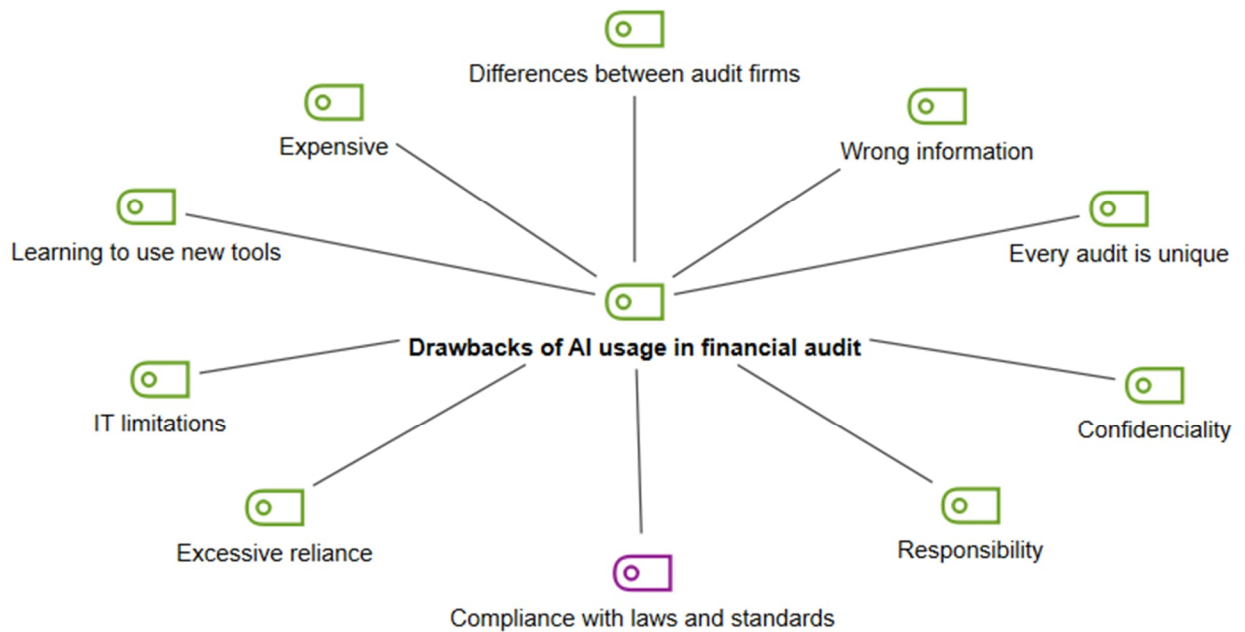 Differences between audit firms
Expensive
Wrong information
Learning to use new tools
Every audit is unique
Drawbacks of AI usage in financial audit
IT limitations
Confidenciality
Excessive reliance
Responsibility
Compliance with laws and standards